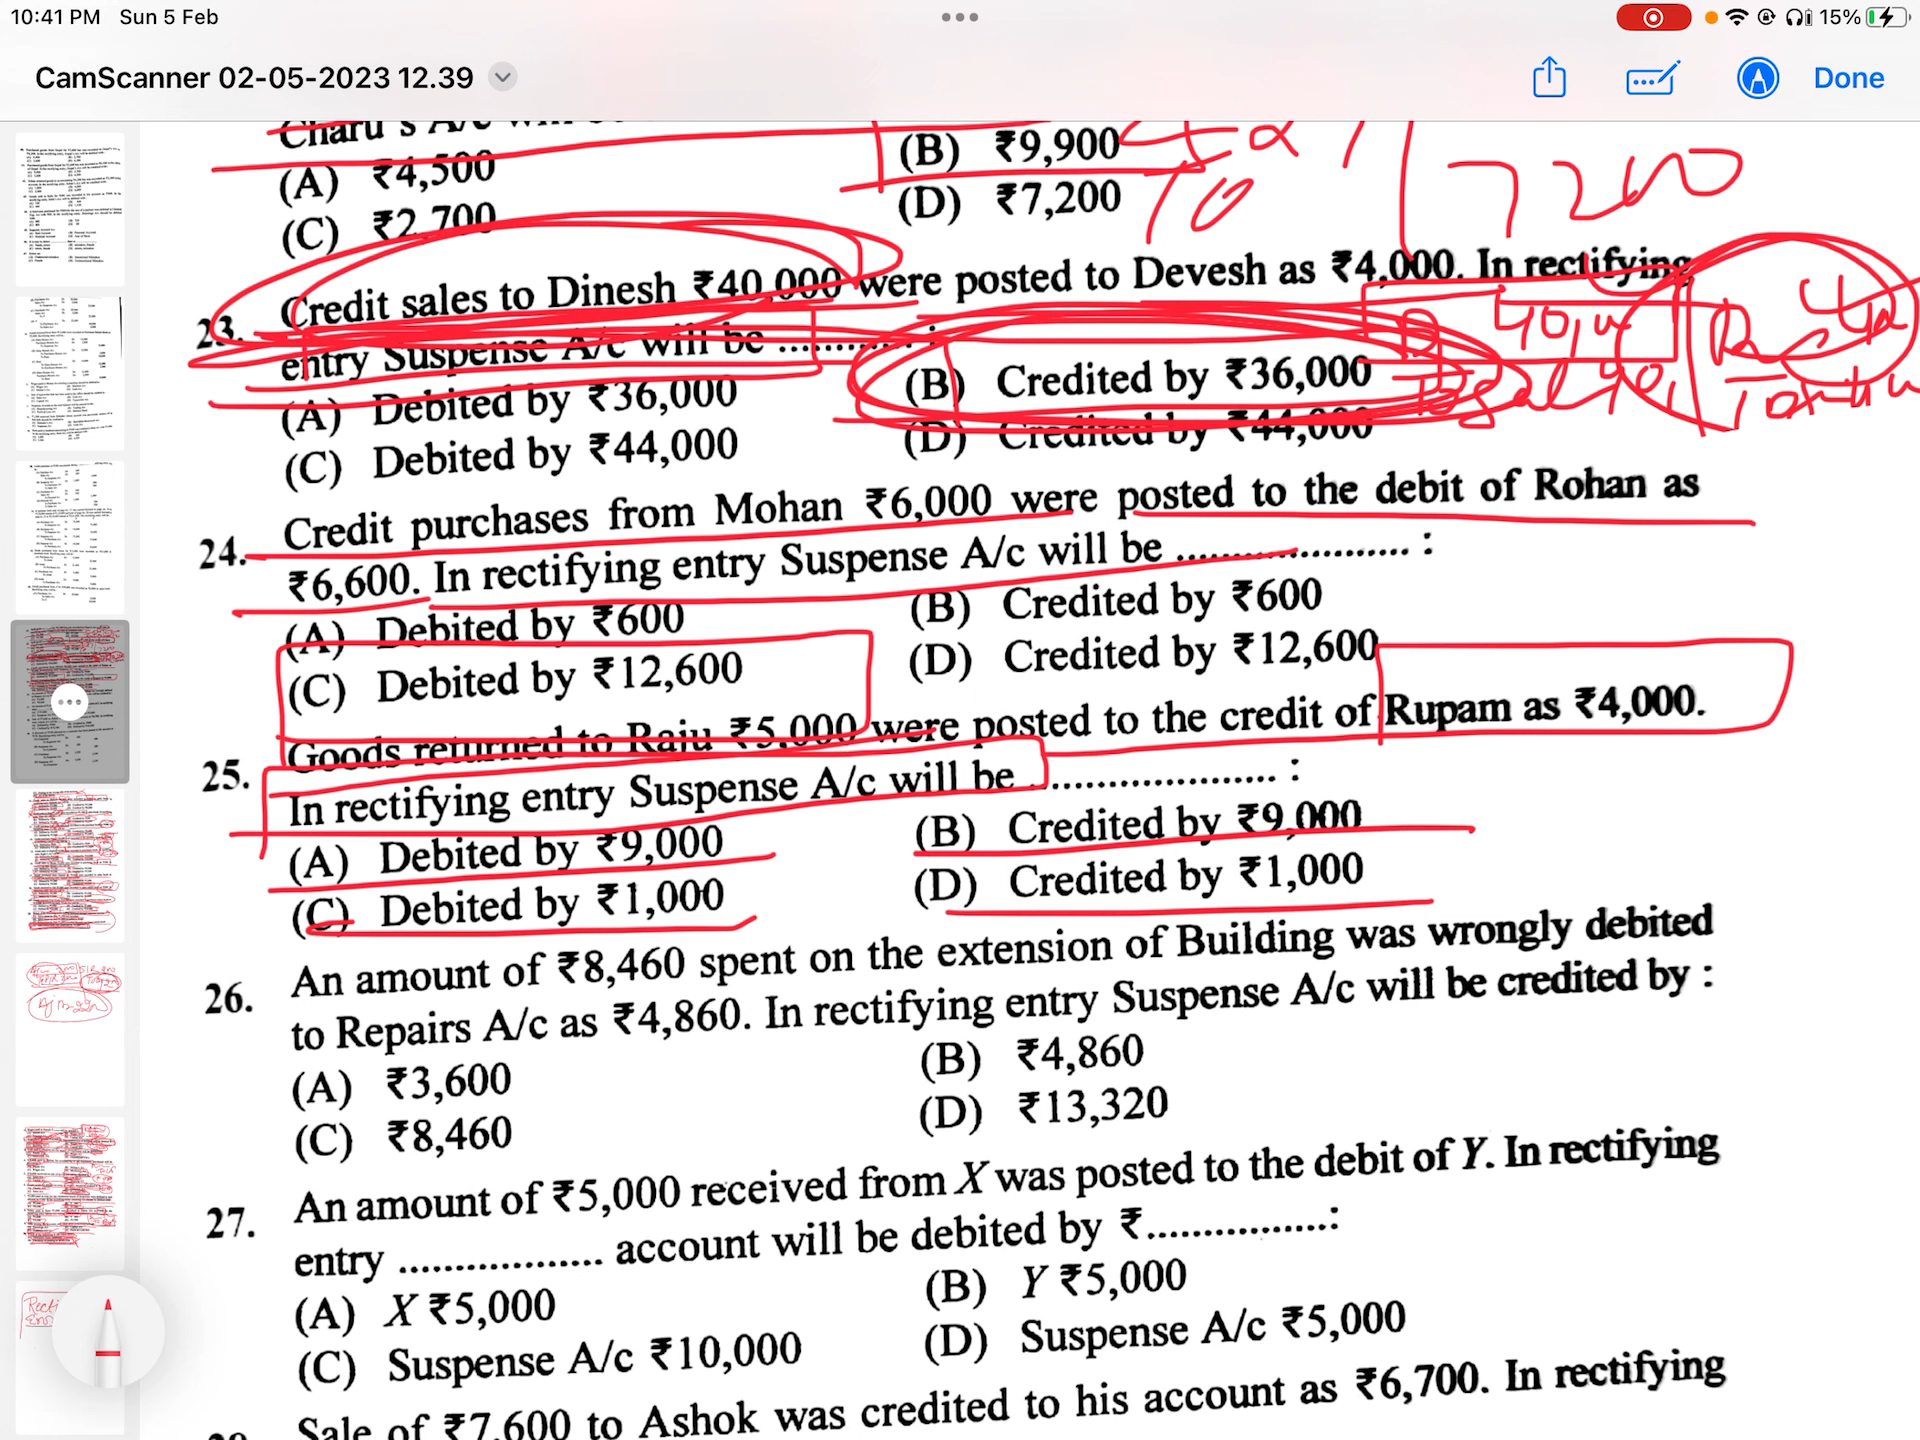 10:41 PM Sun 5 Feb
15%
CamScanner 02-05-2023 12.39
Done
Charu's A/c
(A) ₹4,500
(B) ₹9,900
(C) ₹2,700
(D) ₹7,200
7200
23. Credit sales to Dinesh ₹40,000 were posted to Devesh as ₹4,000. In rectifying
entry Suspense A/c will be ............ :
(A) Debited by ₹36,000
(B) Credited by ₹36,000
(C) Debited by ₹44,000
(D) Credited by ₹44,000
24. Credit purchases from Mohan ₹6,000 were posted to the debit of Rohan as
₹6,600. In rectifying entry Suspense A/c will be .................... :
(A) Debited by ₹600
(B) Credited by ₹600
(C) Debited by ₹12,600
(D) Credited by ₹12,600
25. Goods returned to Raju ₹5,000 were posted to the credit of Rupam as ₹4,000.
In rectifying entry Suspense A/c will be .................... :
(A) Debited by ₹9,000
(B) Credited by ₹9,000
(C) Debited by ₹1,000
(D) Credited by ₹1,000
26. An amount of ₹8,460 spent on the extension of Building was wrongly debited
to Repairs A/c as ₹4,860. In rectifying entry Suspense A/c will be credited by :
(A) ₹3,600
(B) ₹4,860
(C) ₹8,460
(D) ₹13,320
27. An amount of ₹5,000 received from X was posted to the debit of Y. In rectifying
entry .................. account will be debited by ₹................:
(A) X ₹5,000
(B) Y ₹5,000
(C) Suspense A/c ₹10,000
(D) Suspense A/c ₹5,000
Sale of ₹7,600 to Ashok was credited to his account as ₹6,700. In rectifying